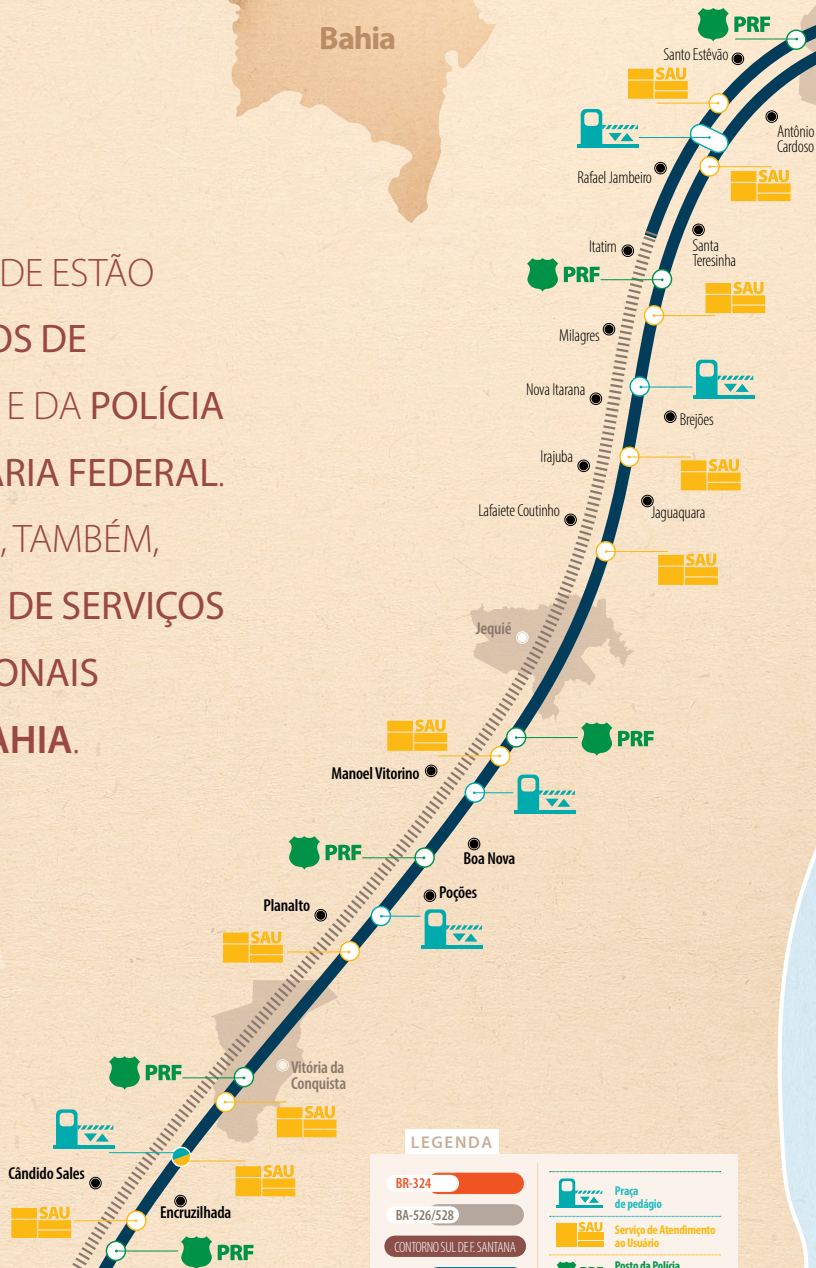 Bahia
PRF
Santo Estêvão
SAU
Antônio
Cardoso
Rafael Jambeiro
SAU
Itatim
Santa
Teresinha
PRF
SAU
Milagres
Nova Itarana
Brejões
Irajuba
SAU
Lafaiete Coutinho
Jaguaquara
SAU
DE ESTÃO
OS DE
E DA POLÍCIA
ÁRIA FEDERAL.
, TAMBÉM,
DE SERVIÇOS
ONAIS
AHIA.
Jequié
SAU
PRF
Manoel Vitorino
PRF
Boa Nova
Planalto
Poções
SAU
PRF
Vitória da
Conquista
SAU
Cândido Sales
SAU
Encruzilhada
SAU
PRF
LEGENDA
BR-324
BA-526/528
CONTORNO SUL DE F. SANTANA
Praça
de pedágio
SAU
Serviço de Atendimento
ao Usuário
Posto da Polícia